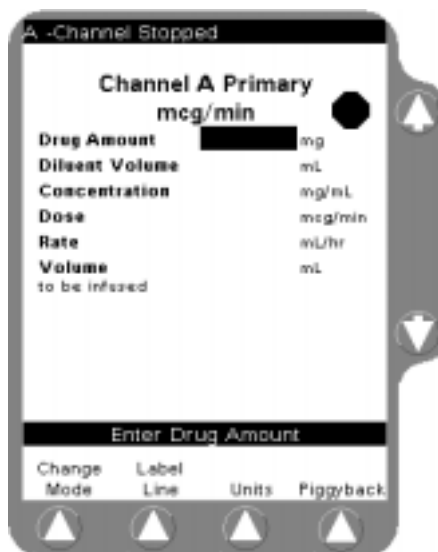 A -Channel Stopped
Channel A Primary
mcg/min
Drug Amount mg
Diluent Volume mL
Concentration mg/mL
Dose mcg/min
Rate mL/hr
Volume mL
to be infused
Enter Drug Amount
Change Label
Mode Line Units Piggyback